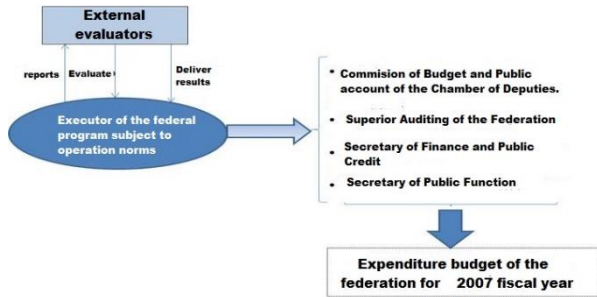 External
evaluators
reports
Evaluate
Deliver
results
Executor of the federal
program subject to
operation norms
• Commision of Budget and Public
account of the Chamber of Deputies.
• Superior Auditing of the Federation
• Secretary of Finance and Public
Credit
• Secretary of Public Function
Expenditure budget of the
federation for 2007 fiscal year